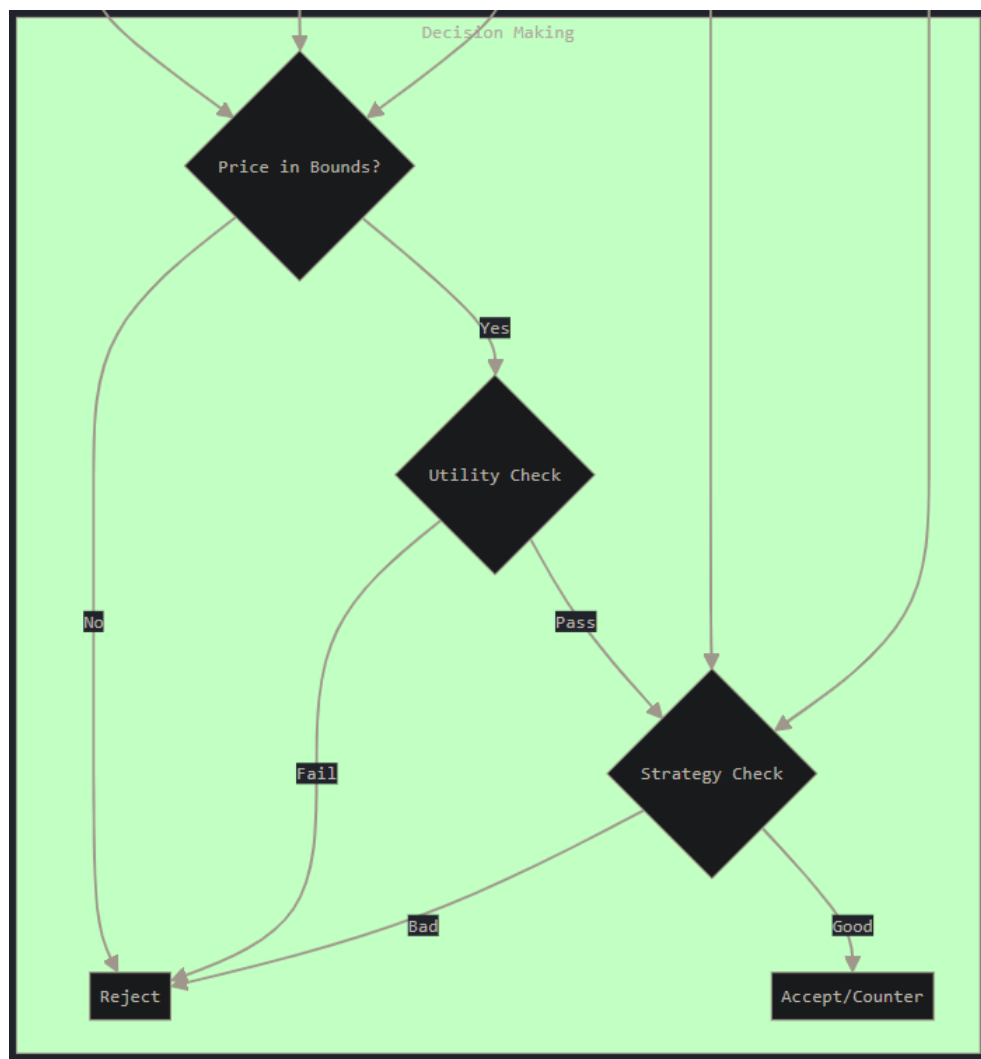 Decision Making
Price in Bounds?
Yes
Utility Check
No
Pass
Fail
Strategy Check
Bad
Good
Reject
Accept/Counter